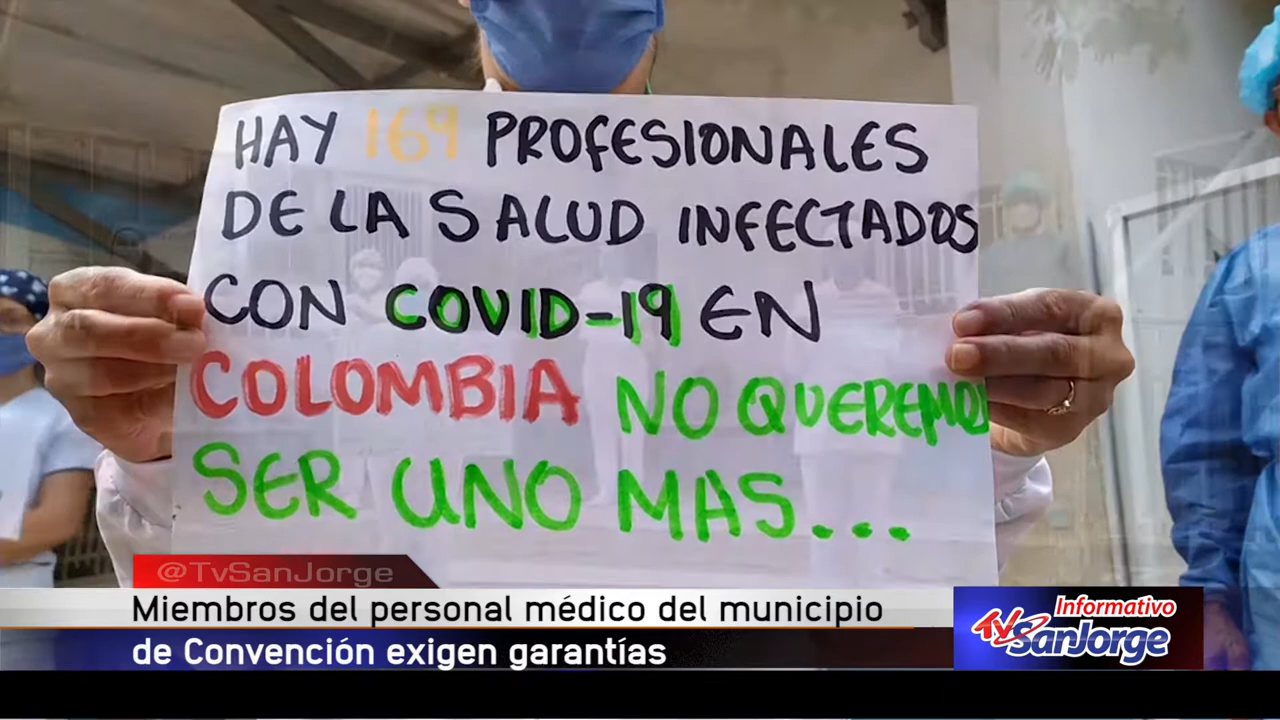 HAY 169 PROFESIONALES
DE LA SALUD INFECTADOS
CON COVID-19 EN
COLOMBIA NO QUEREMOS
SER UNO MAS...
@TvSanJorge
Miembros del personal médico del municipio
de Convención exigen garantías
Informativo
TV SanJorge